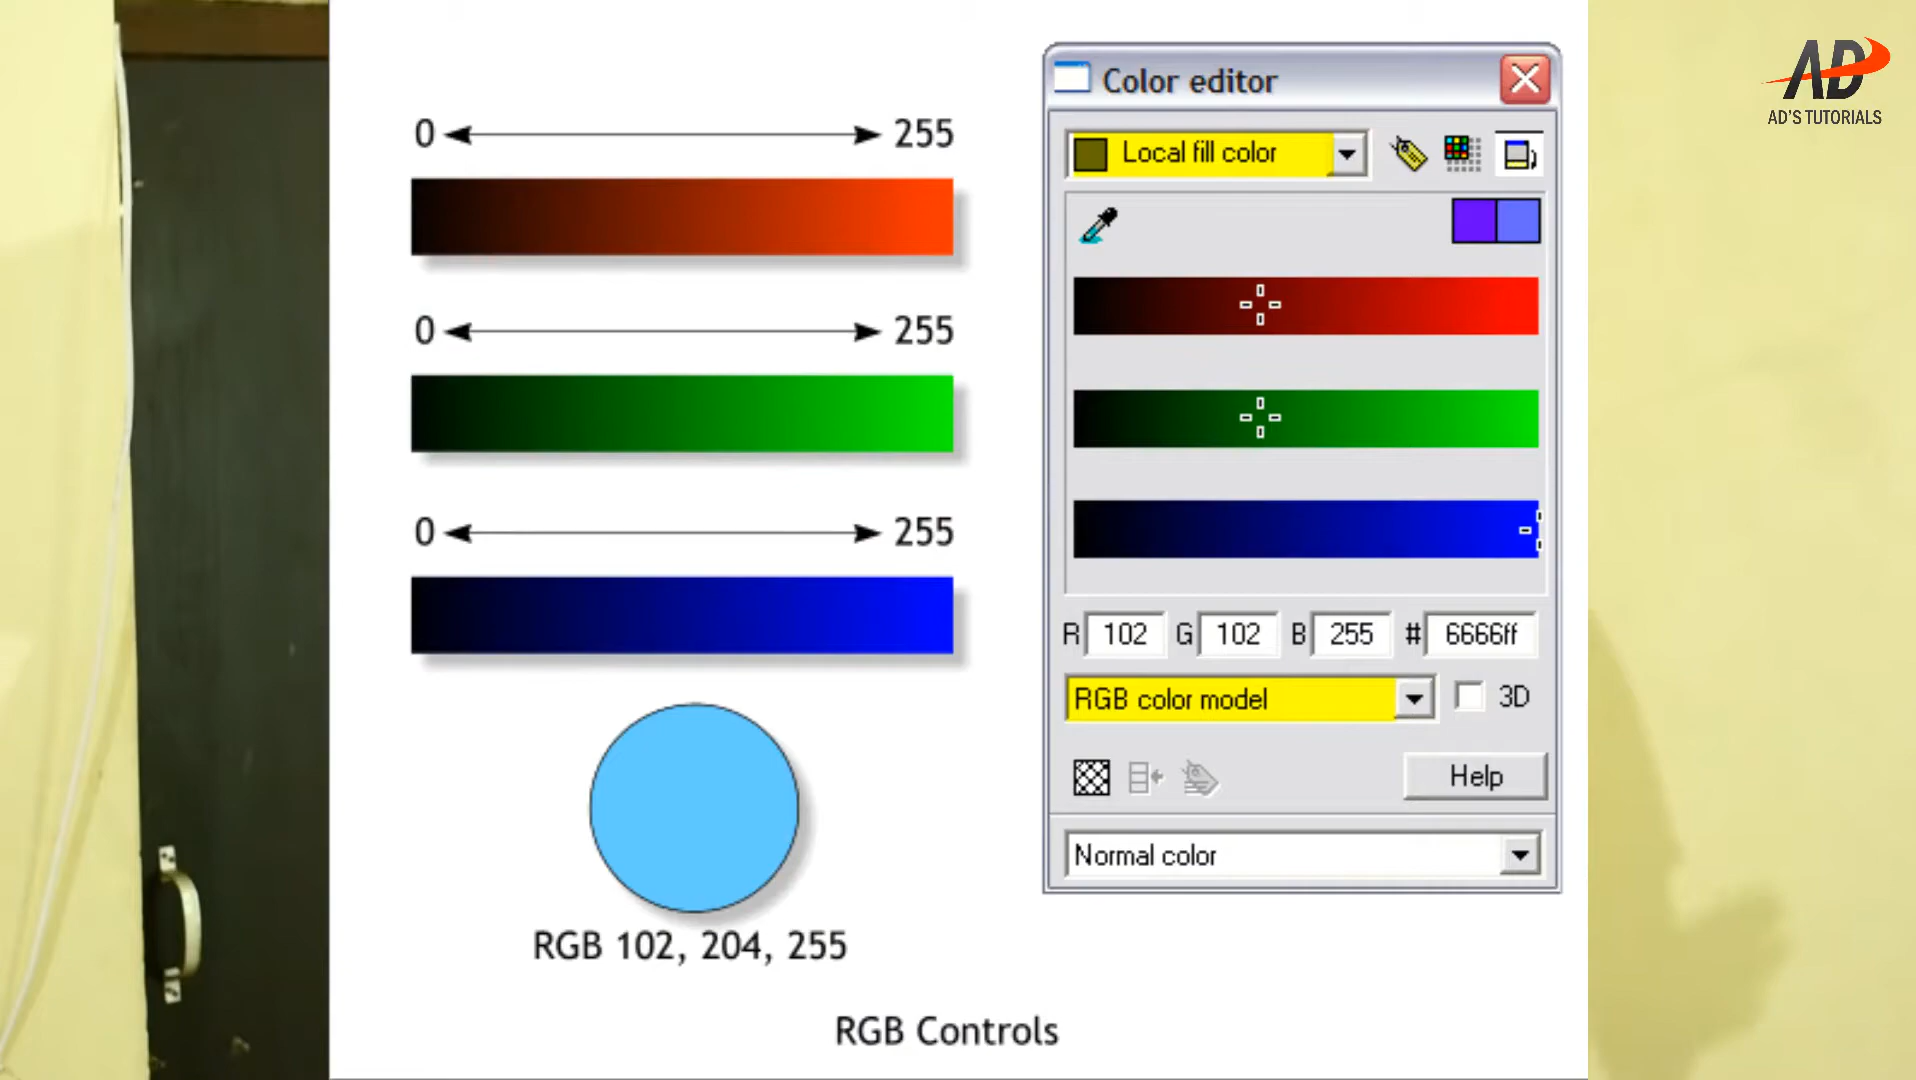 0 255
0 255
0 255
RGB 102, 204, 255
RGB Controls
Color editor
Local fill color
R 102 G 102 B 255 # 6666ff
RGB color model 3D
Help
Normal color
AD
AD'S TUTORIALS